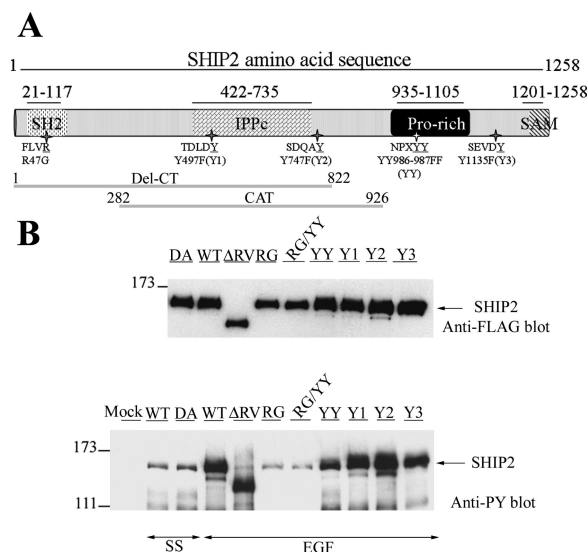 A
SHIP2 amino acid sequence
1 1258
21-117 422-735 935-1105 1201-1258
SH2 IPPc Pro-rich SAM
FLVR TDLDY SDQAY NPXYY SEVDY
R47G Y497F(Y1) Y747F(Y2) YY986-987FF Y1135F(Y3)
(YY)
1 Del-CT 822
282 CAT 926
B
DA WT ΔRV RG RG/YY YY Y1 Y2 Y3
173
SHIP2
Anti-FLAG blot
Mock WT DA WT ΔRV RG RG/YY YY Y1 Y2 Y3
173
SHIP2
111
Anti-PY blot
SS EGF